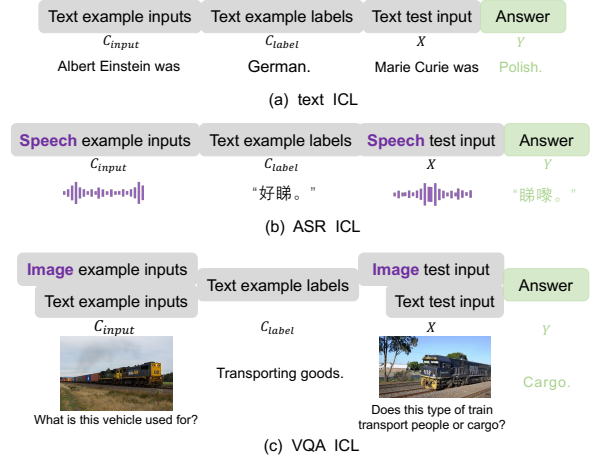 Text example inputs Text example labels Text test input Answer
C_input C_label X Y
Albert Einstein was German. Marie Curie was Polish.
(a) text ICL
Speech example inputs Text example labels Speech test input Answer
C_input C_label X Y
“好睇。” “睇嚟。”
(b) ASR ICL
Image example inputs Image test input
Text example labels Answer
Text example inputs Text test input
C_input C_label X Y
Transporting goods. Cargo.
What is this vehicle used for? Does this type of train
transport people or cargo?
(c) VQA ICL